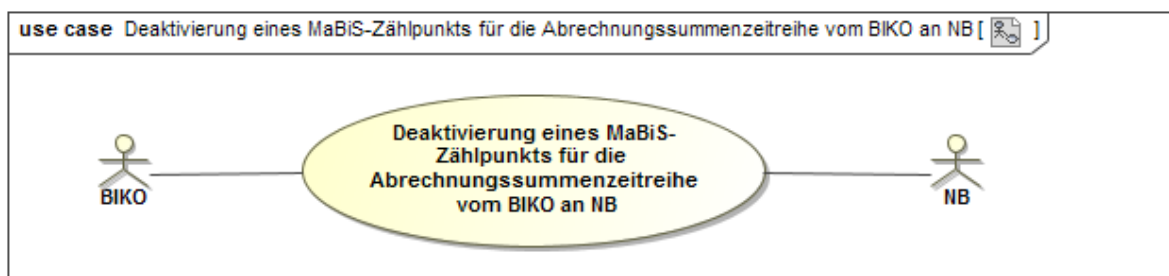 use case Deaktivierung eines MaBiS-Zählpunkts für die Abrechnungssummenzeitreihe vom BIKO an NB [ ]
Deaktivierung eines MaBiS-
Zählpunkts für die
Abrechnungssummenzeitreihe
vom BIKO an NB
BIKO
NB